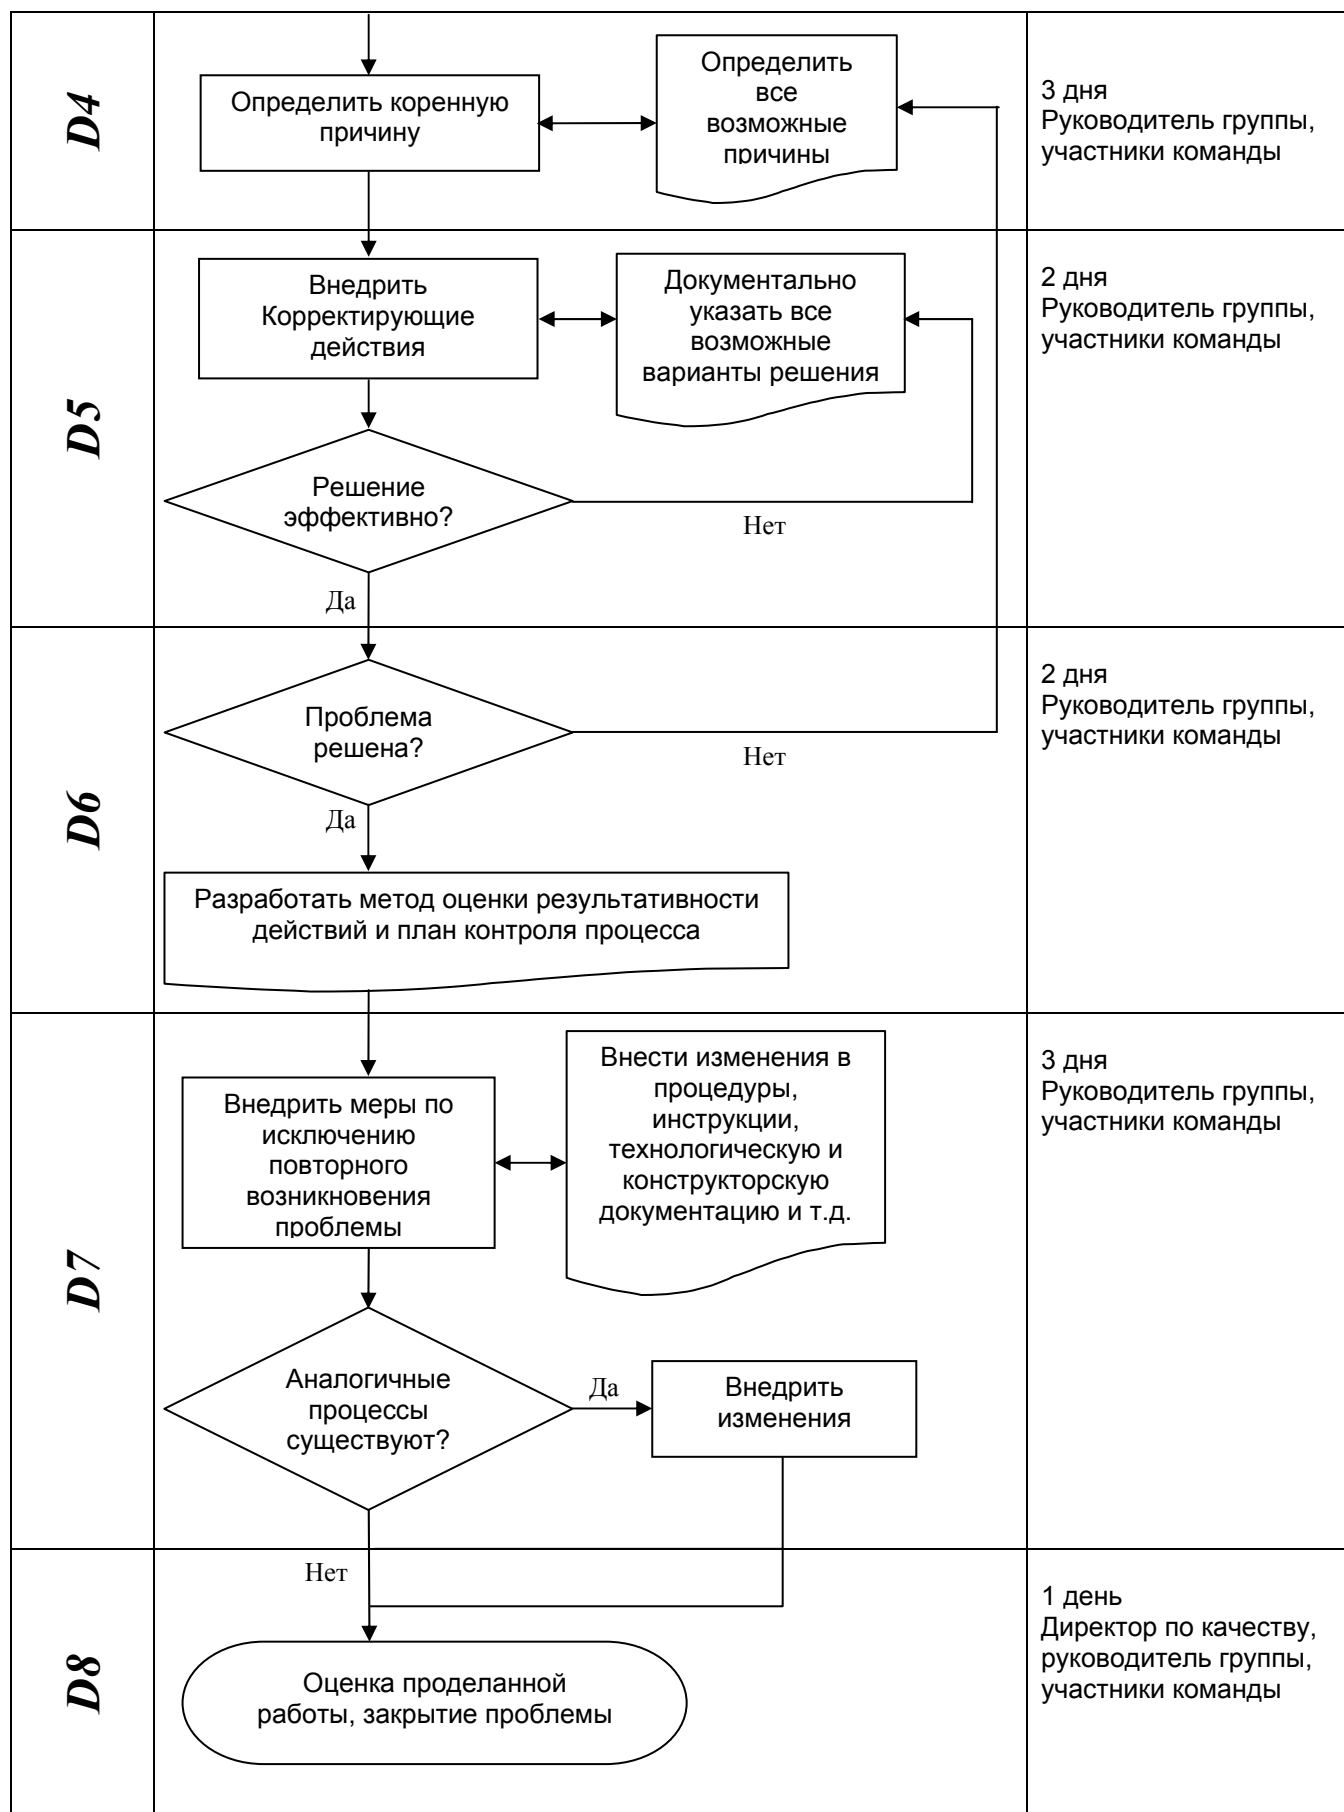 D4
Определить коренную
причину
Определить
все
возможные
причины
3 дня
Руководитель группы,
участники команды
D5
Внедрить
Корректирующие
действия
Документально
указать все
возможные
варианты решения
2 дня
Руководитель группы,
участники команды
Решение
эффективно?
Нет
Да
D6
Проблема
решена?
Нет
Да
2 дня
Руководитель группы,
участники команды
Разработать метод оценки результативности
действий и план контроля процесса
D7
Внедрить меры по
исключению
повторного
возникновения
проблемы
Внести изменения в
процедуры,
инструкции,
технологическую и
конструкторскую
документацию и т.д.
3 дня
Руководитель группы,
участники команды
Аналогичные
процессы
существуют?
Да
Внедрить
изменения
Нет
D8
Оценка проделанной
работы, закрытие проблемы
1 день
Директор по качеству,
руководитель группы,
участники команды